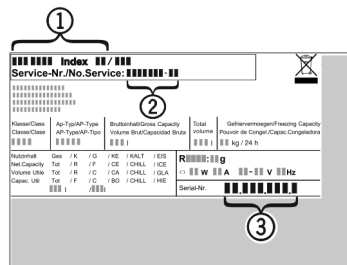 1
Index /
Service-Nr./No.Service: -
2
Klesse/Class Ap-Typ/AP-Type Bruttoinhalt/Gross Capacity Total Gefriervermoegen/Freezing Capacity
Classe/Clase AP-Type/AP-Tipo Volume Brut/Capacidad Bruta volume Pouvoir de Congel./Capac.Congeladora
l l kg / 24 h
Nutzinhalt Ges / K / G / KE / KALT / EIS
Net.Capacity Tot / R / F / CE / CHILL / ICE
Volume Utile Tot / R / C / CA / CHILL / GLA
Capac. Util Tot / F / C / BO / CHILL / HIE
l / l
R : g
W A - V Hz
Serial-Nr. . . .
3